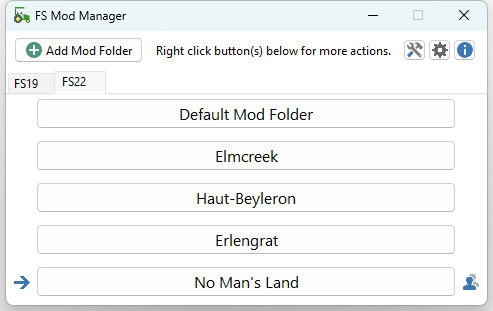 FS Mod Manager
Add Mod Folder Right click button(s) below for more actions.
FS19 FS22
Default Mod Folder
Elmcreek
Haut-Beyleron
Erlengrat
No Man's Land